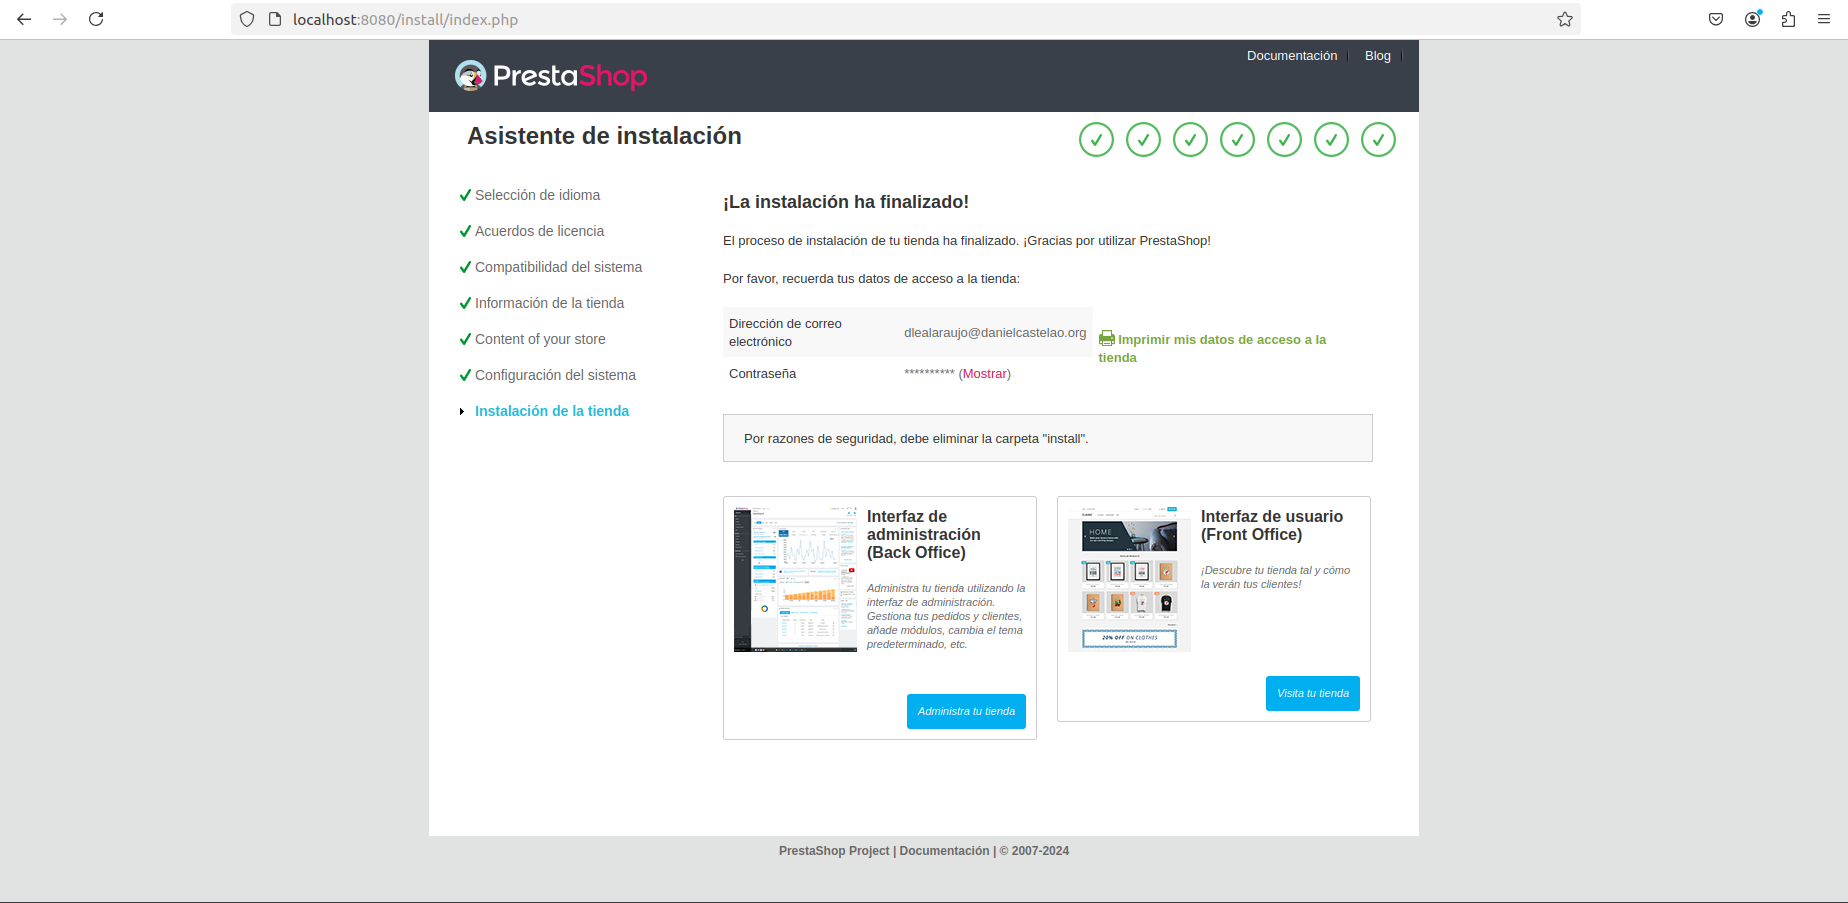 localhost:8080/install/index.php
Documentación
Blog
PrestaShop
Asistente de instalación
Selección de idioma
Acuerdos de licencia
Compatibilidad del sistema
Información de la tienda
Content of your store
Configuración del sistema
Instalación de la tienda
¡La instalación ha finalizado!
El proceso de instalación de tu tienda ha finalizado. ¡Gracias por utilizar PrestaShop!
Por favor, recuerda tus datos de acceso a la tienda:
Dirección de correo
electrónico
dlealaraujo@danielcastelao.org
Contraseña
********** (Mostrar)
Imprimir mis datos de acceso a la
tienda
Por razones de seguridad, debe eliminar la carpeta "install".
Interfaz de
administración
(Back Office)
Administra tu tienda utilizando la
interfaz de administración.
Gestiona tus pedidos y clientes,
añade módulos, cambia el tema
predeterminado, etc.
Administra tu tienda
HOME
20% OFF ON CLOTHES
Interfaz de usuario
(Front Office)
¡Descubre tu tienda tal y cómo
la verán tus clientes!
Visita tu tienda
PrestaShop Project | Documentación | © 2007-2024